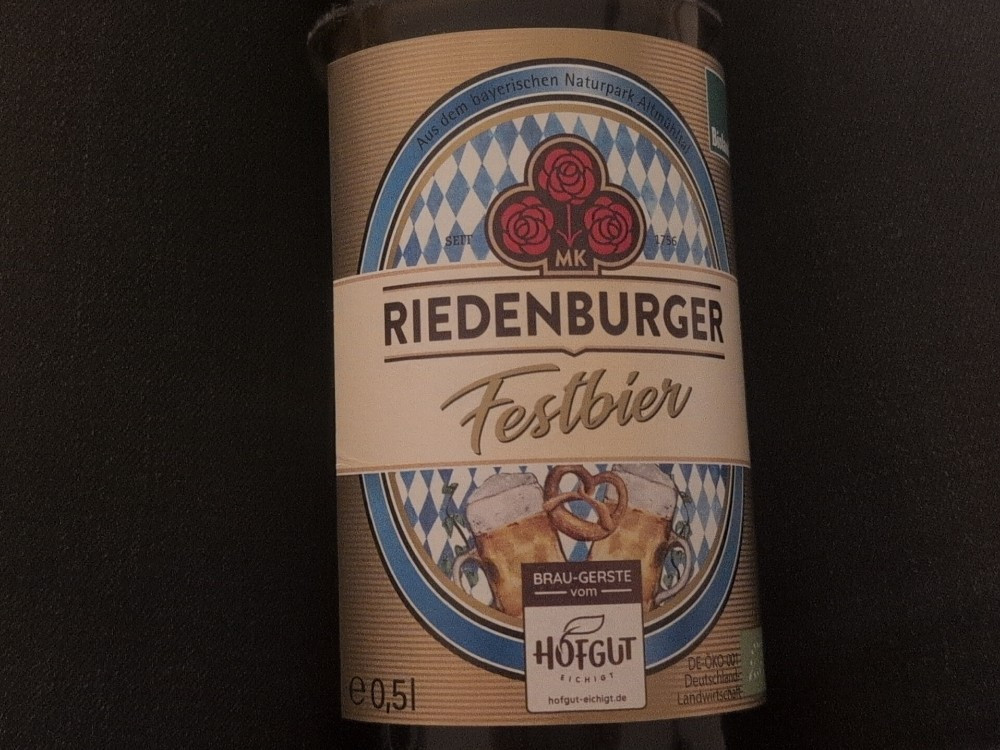 Aus dem bayerischen Naturpark Altmühltal
SEIT 1756
MK
RIEDENBURGER
Festbier
BRAU-GERSTE
vom
HOFGUT
EICHIGT
hofgut-eichigt.de
e 0,5l
DE-ÖKO-001
Deutschland-
Landwirtschaft